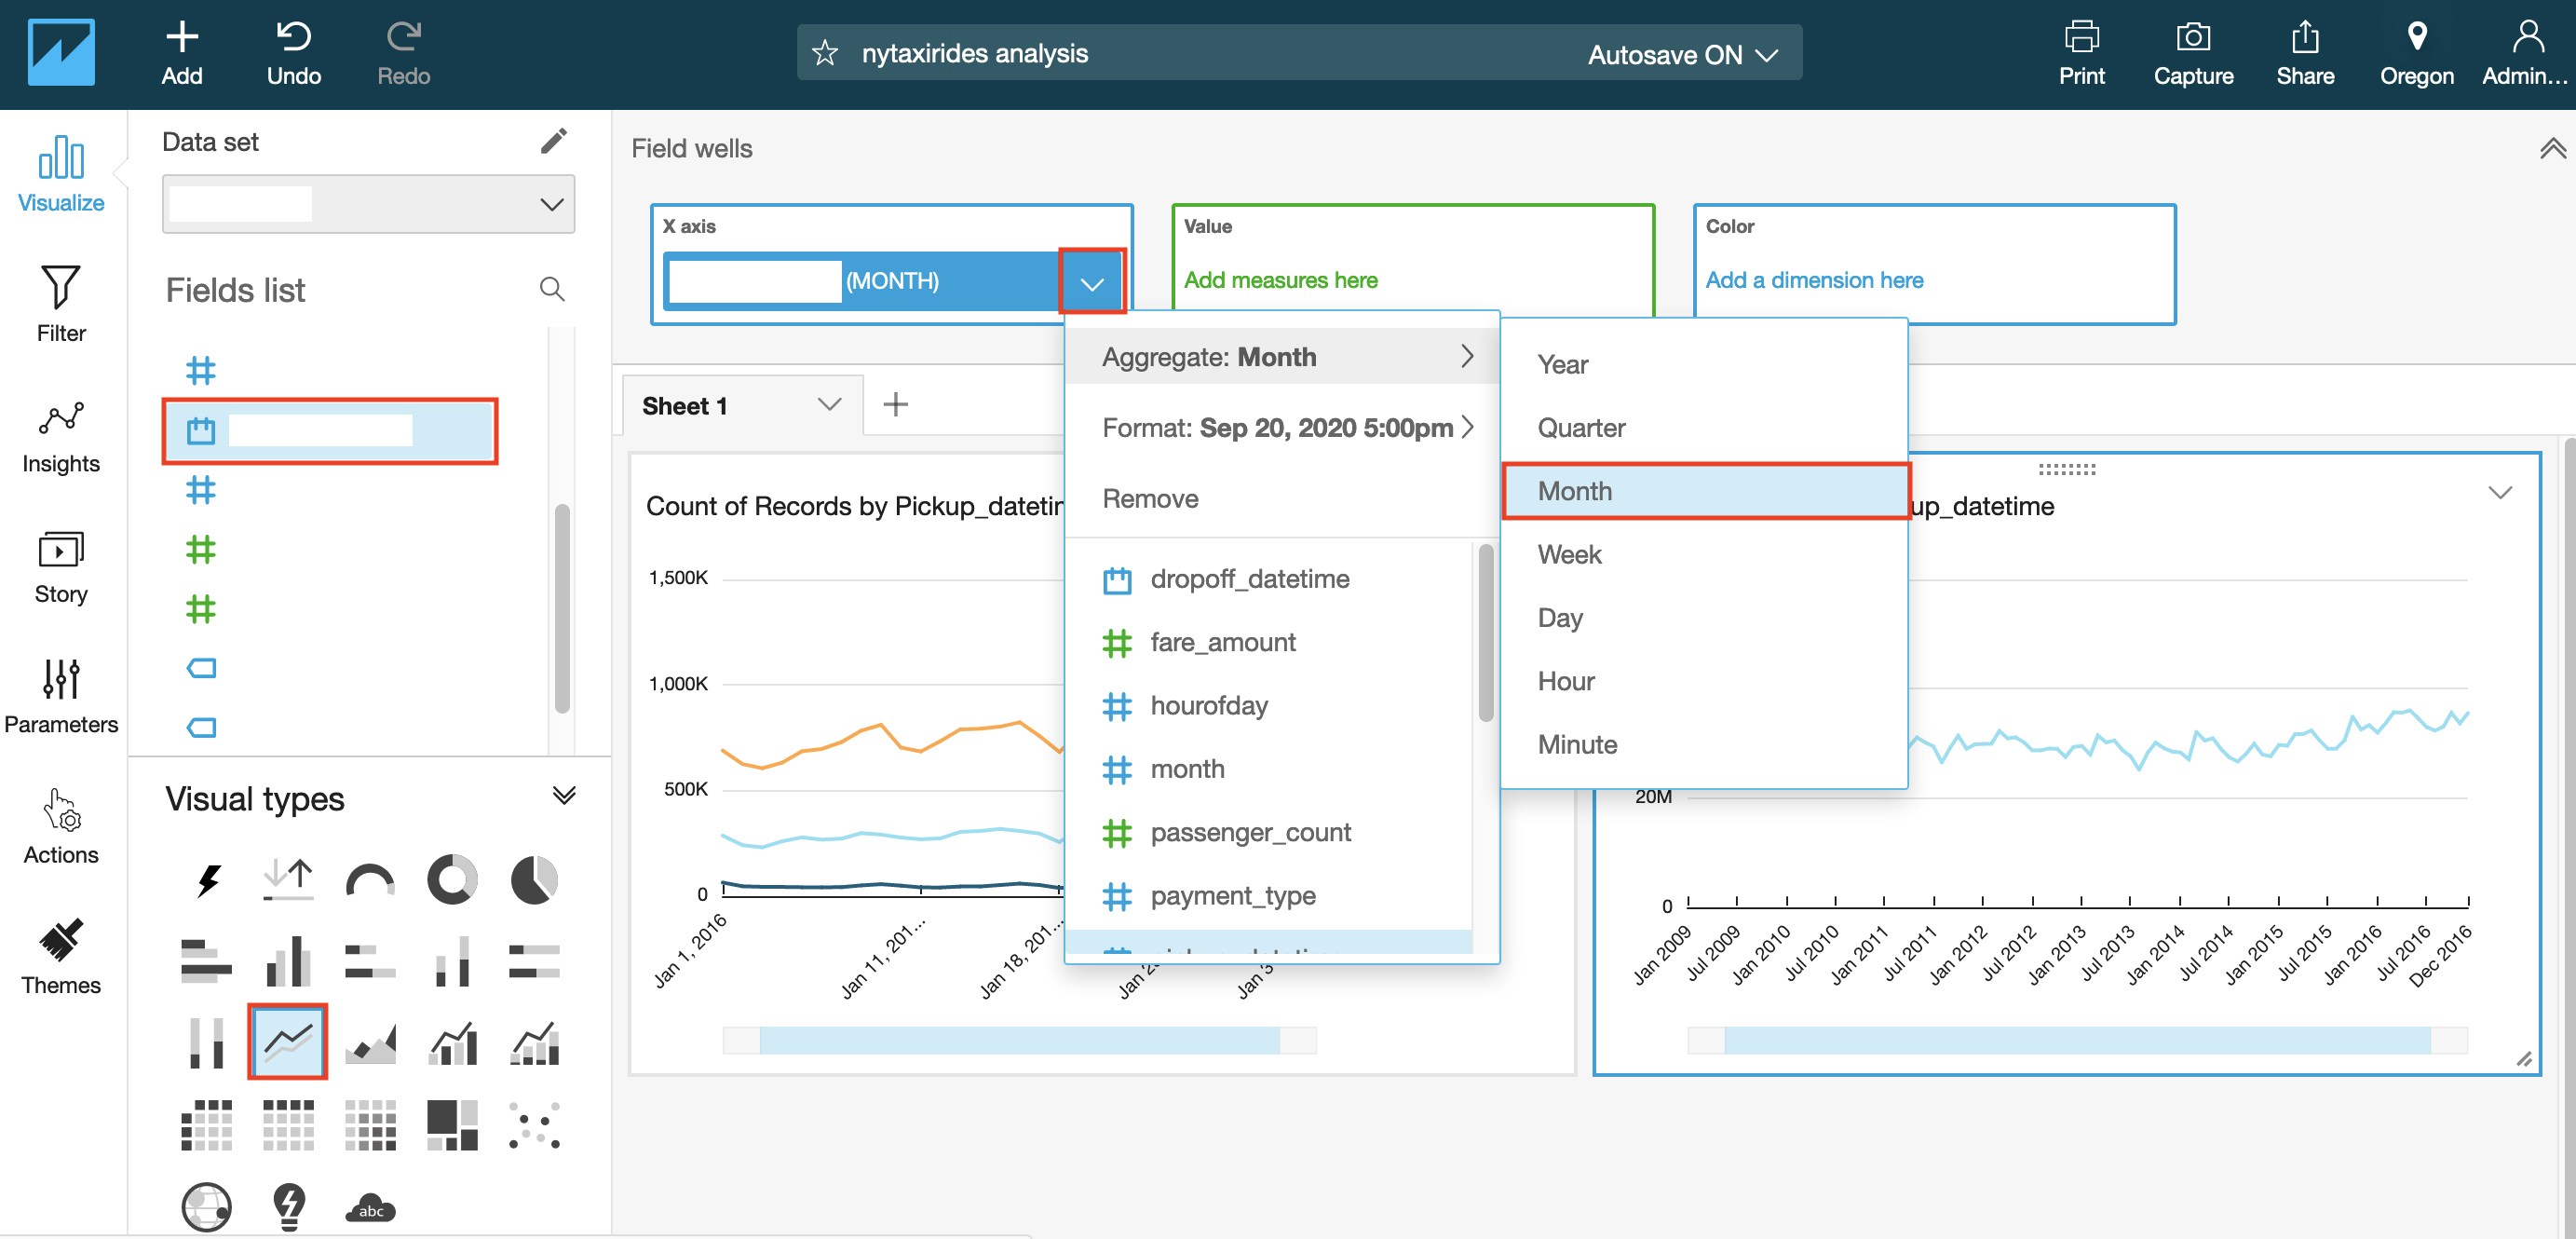 Add
Undo
Redo
nytaxirides analysis
Autosave ON
Print
Capture
Share
Oregon
Admin...
Visualize
Filter
Insights
Story
Parameters
Actions
Themes
Data set
Fields list
Visual types
abc
Field wells
X axis
(MONTH)
Value
Add measures here
Color
Add a dimension here
Sheet 1
Aggregate: Month
Format: Sep 20, 2020 5:00pm
Remove
dropoff_datetime
fare_amount
hourofday
month
passenger_count
payment_type
Year
Quarter
Month
Week
Day
Hour
Minute
Count of Records by Pickup_datetim
1,500K
1,000K
500K
0
Jan 1, 2016
Jan 11, 201...
Jan 18, 201...
Jan 2
Jan 3
up_datetime
20M
0
Jan 2009
Jul 2009
Jan 2010
Jul 2010
Jan 2011
Jul 2011
Jan 2012
Jul 2012
Jan 2013
Jul 2013
Jan 2014
Jul 2014
Jan 2015
Jul 2015
Jan 2016
Jul 2016
Dec 2016